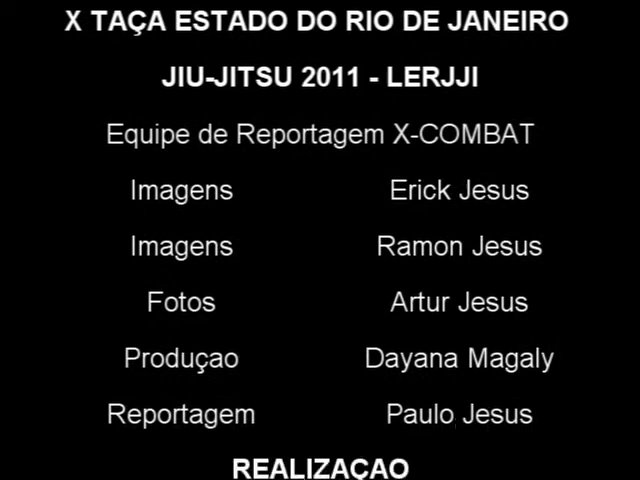 X TAÇA ESTADO DO RIO DE JANEIRO
JIU-JITSU 2011 - LERJJI
Equipe de Reportagem X-COMBAT
Imagens Erick Jesus
Imagens Ramon Jesus
Fotos Artur Jesus
Produçao Dayana Magaly
Reportagem Paulo Jesus
REALIZAÇAO